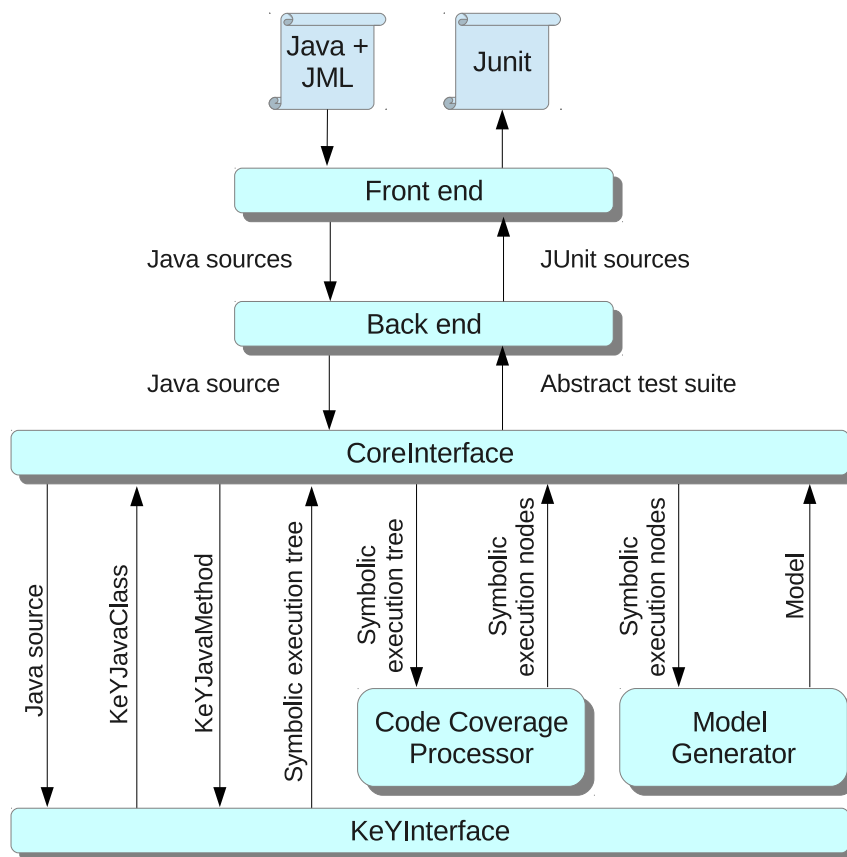 Java +
JML
Junit
Front end
Java sources
JUnit sources
Back end
Java source
Abstract test suite
CoreInterface
Java source
KeYJavaClass
KeYJavaMethod
Symbolic execution tree
Symbolic
execution tree
Symbolic
execution nodes
Symbolic
execution nodes
Model
Code Coverage
Processor
Model
Generator
KeYInterface